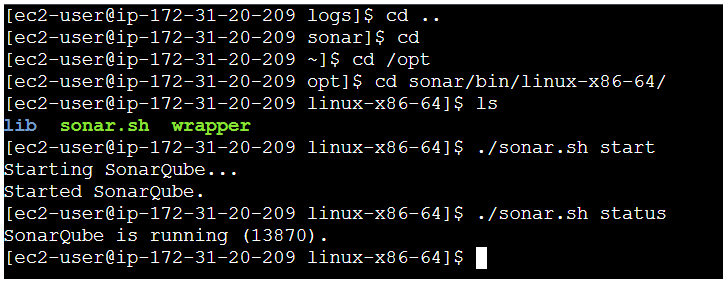 [ec2-user@ip-172-31-20-209 logs]$ cd ..
[ec2-user@ip-172-31-20-209 sonar]$ cd
[ec2-user@ip-172-31-20-209 ~]$ cd /opt
[ec2-user@ip-172-31-20-209 opt]$ cd sonar/bin/linux-x86-64/
[ec2-user@ip-172-31-20-209 linux-x86-64]$ ls
lib  sonar.sh  wrapper
[ec2-user@ip-172-31-20-209 linux-x86-64]$ ./sonar.sh start
Starting SonarQube...
Started SonarQube.
[ec2-user@ip-172-31-20-209 linux-x86-64]$ ./sonar.sh status
SonarQube is running (13870).
[ec2-user@ip-172-31-20-209 linux-x86-64]$